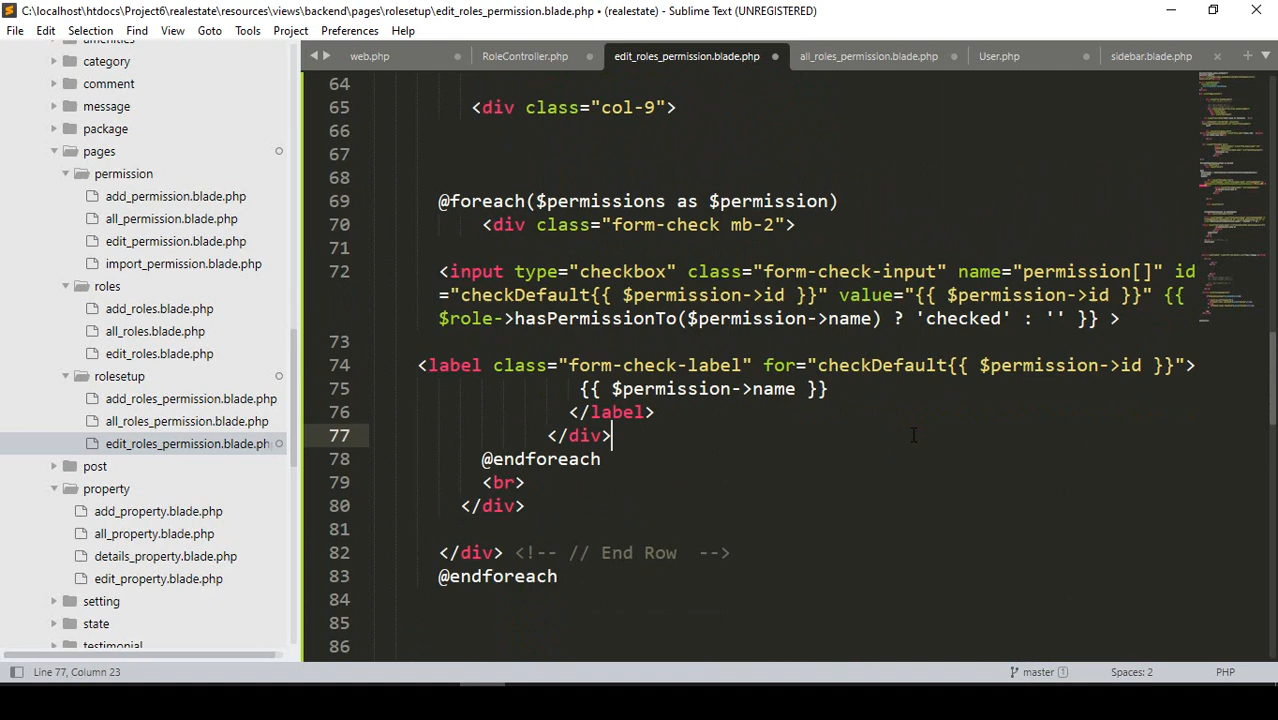 C:\localhost\htdocs\Project6\realestate\resources\views\backend\pages\rolesetup\edit_roles_permission.blade.php • (realestate) - Sublime Text (UNREGISTERED)
File Edit Selection Find View Goto Tools Project Preferences Help
category
comment
message
package
pages
permission
add_permission.blade.php
all_permission.blade.php
edit_permission.blade.php
import_permission.blade.php
roles
add_roles.blade.php
all_roles.blade.php
edit_roles.blade.php
rolesetup
add_roles_permission.blade.php
all_roles_permission.blade.php
edit_roles_permission.blade.ph
post
property
add_property.blade.php
all_property.blade.php
details_property.blade.php
edit_property.blade.php
setting
state
testimonial
web.php RoleController.php edit_roles_permission.blade.php all_roles_permission.blade.php User.php sidebar.blade.php
64
65 <div class="col-9">
66
67
68
69 @foreach($permissions as $permission)
70 <div class="form-check mb-2">
71
72 <input type="checkbox" class="form-check-input" name="permission[]" id
="checkDefault{{ $permission->id }}" value="{{ $permission->id }}" {{
$role->hasPermissionTo($permission->name) ? 'checked' : '' }} >
73
74 <label class="form-check-label" for="checkDefault{{ $permission->id }}">
75 {{ $permission->name }}
76 </label>
77 </div>
78 @endforeach
79 <br>
80 </div>
81
82 </div> <!-- // End Row -->
83 @endforeach
84
85
86
Line 77, Column 23 master 1 Spaces: 2 PHP